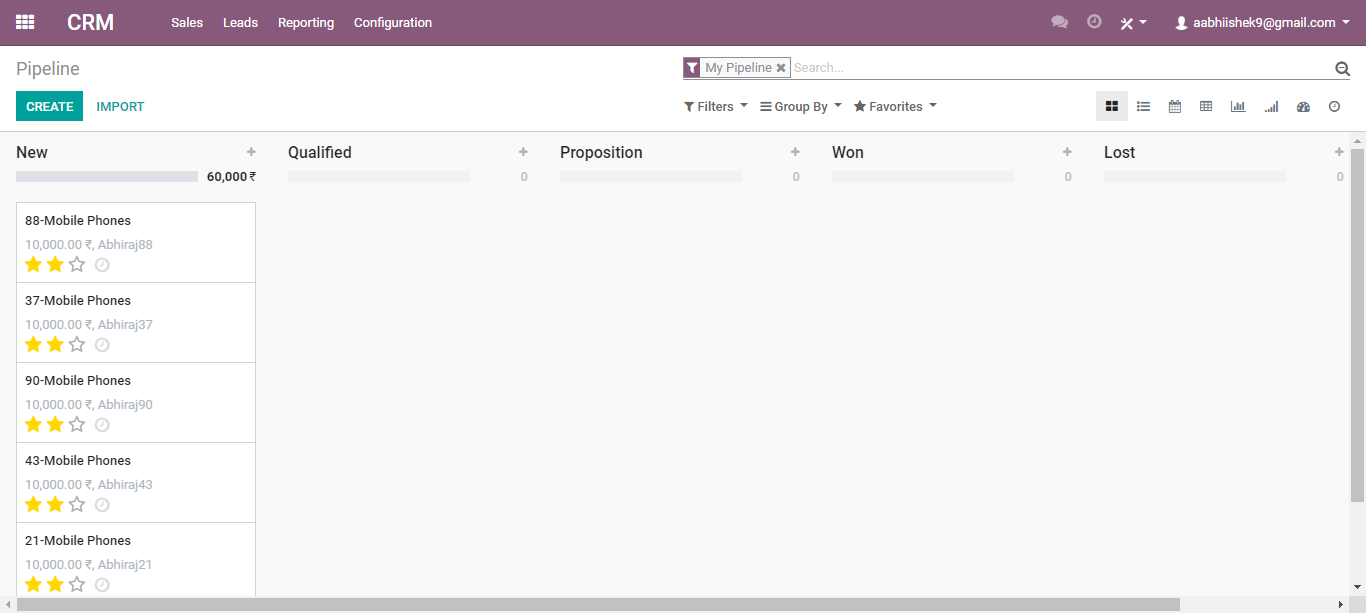 CRM Sales Leads Reporting Configuration aabhiishek9@gmail.com
Pipeline
My Pipeline Search...
CREATE IMPORT
Filters Group By Favorites
New Qualified Proposition Won Lost
60,000 ₹ 0 0 0 0
88-Mobile Phones
10,000.00 ₹, Abhiraj88
37-Mobile Phones
10,000.00 ₹, Abhiraj37
90-Mobile Phones
10,000.00 ₹, Abhiraj90
43-Mobile Phones
10,000.00 ₹, Abhiraj43
21-Mobile Phones
10,000.00 ₹, Abhiraj21